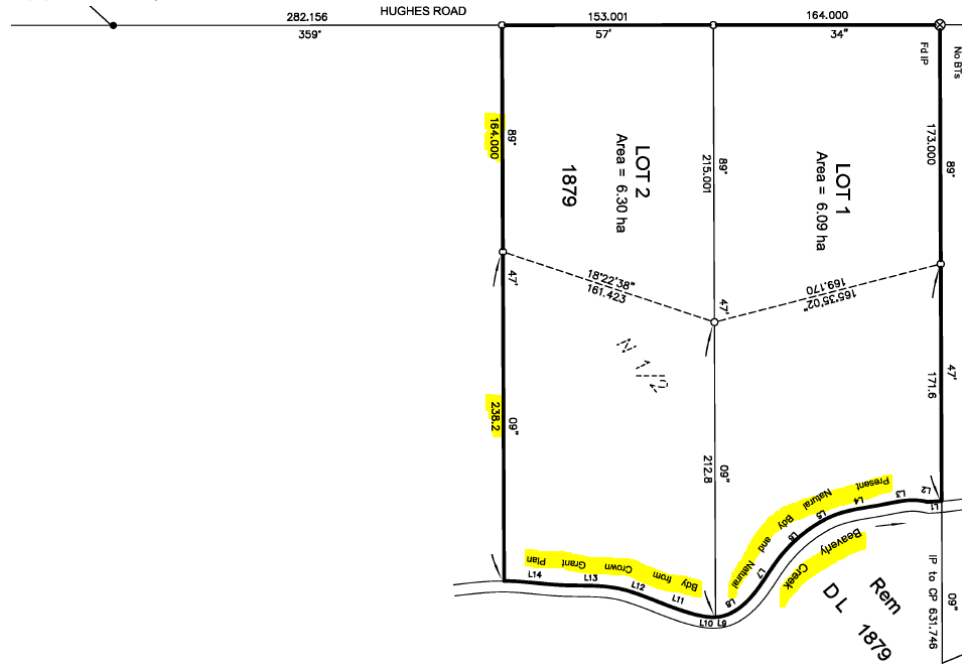 HUGHES ROAD
282.156
359°
153.001
57'
164.000
34"
Fd IP
No BTs
164.000
89°
LOT 2
Area = 6.30 ha
1879
215.001
89°
LOT 1
Area = 6.09 ha
173.000
89°
47'
18°22'38"
161.423
47'
165°35'02"
169.170
N 1/2
47'
171.6
238.2
09"
212.8
09"
Present Natural Bdy and Natural
Bdy from Crown Grant Plan
Beaverly Creek
L1
L2
L3
L4
L5
L6
L7
L8
L9
L10
L11
L12
L13
L14
Rem
DL 1879
IP to CP 631.746
09"